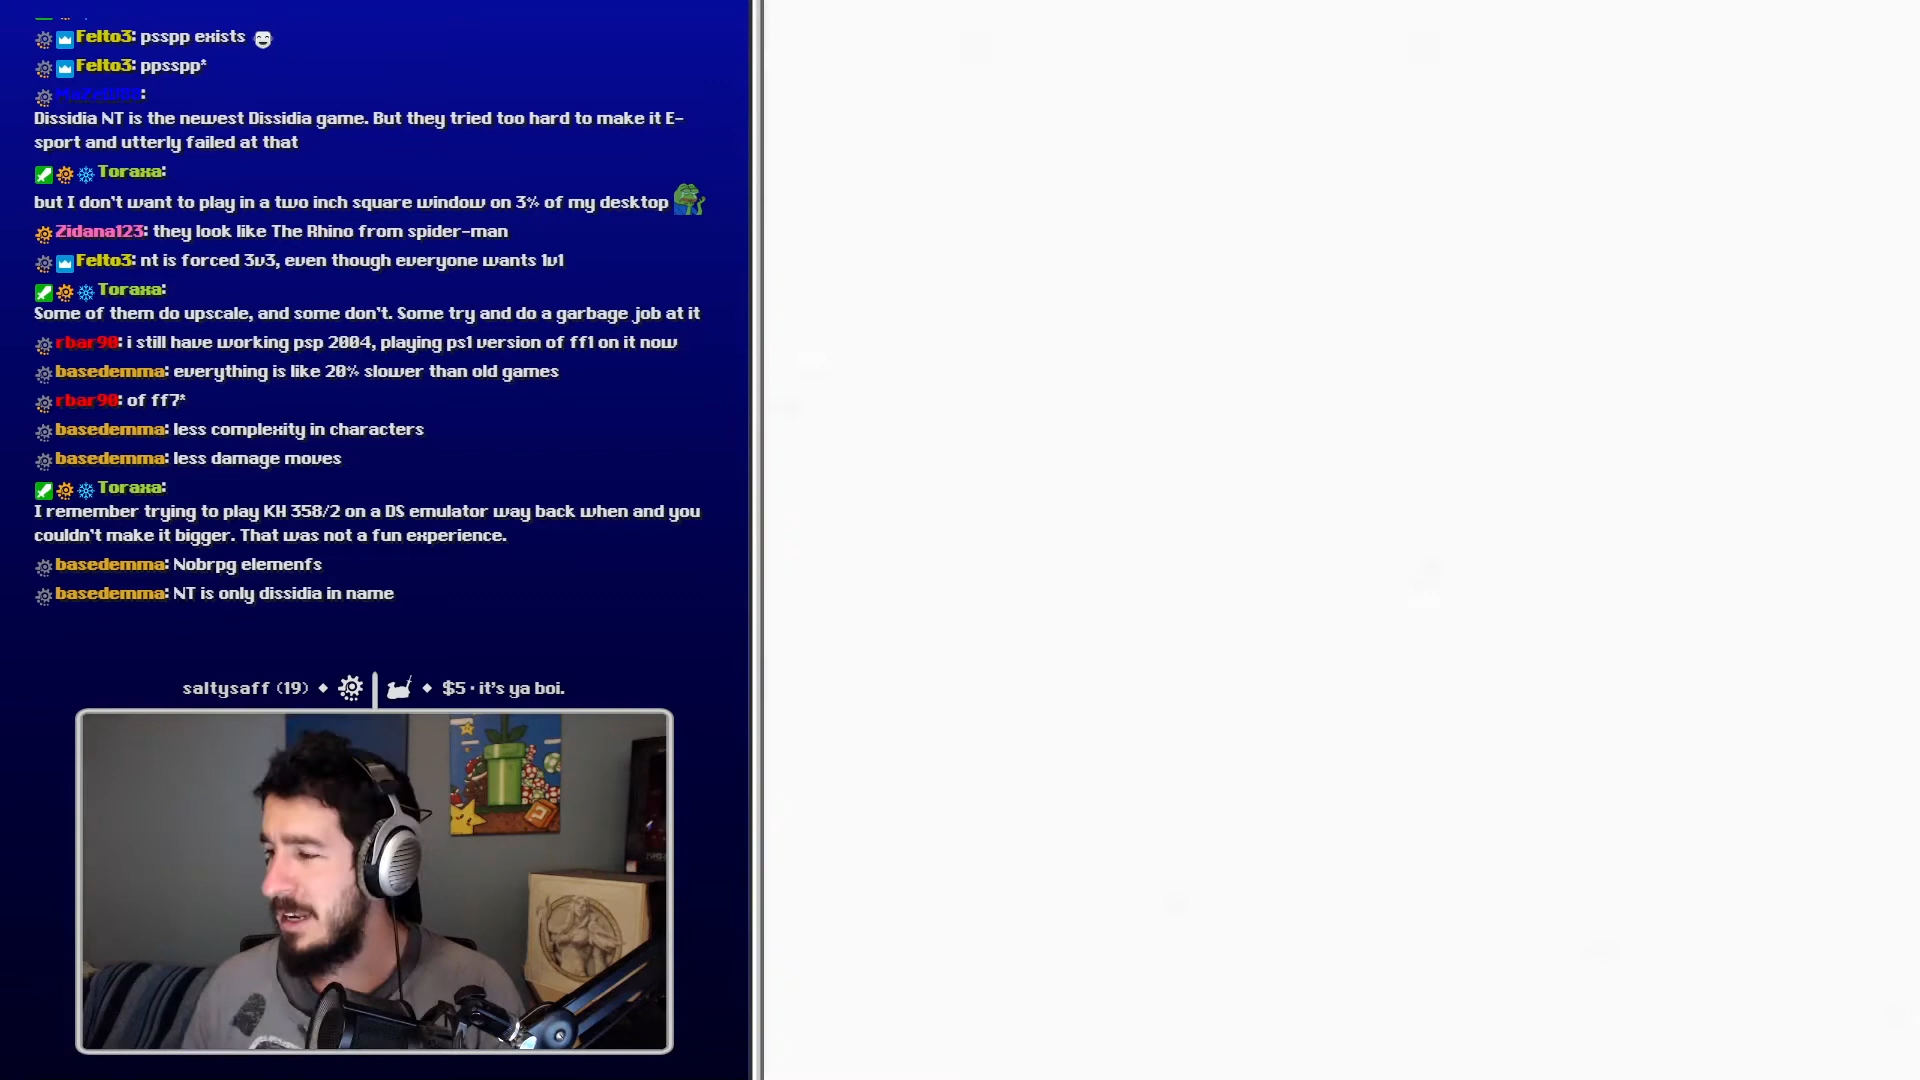 Felto3: psspp exists
Felto3: ppsspp*
Dissidia NT is the newest Dissidia game. But they tried too hard to make it E-
sport and utterly failed at that
Toraxa:
but I don't want to play in a two inch square window on 3% of my desktop
Zidana123: they look like The Rhino from spider-man
Felto3: nt is forced 3v3, even though everyone wants 1v1
Toraxa:
Some of them do upscale, and some don't. Some try and do a garbage job at it
rbar90: i still have working psp 2004, playing ps1 version of ff1 on it now
basedemma: everything is like 20% slower than old games
rbar90: of ff7*
basedemma: less complexity in characters
basedemma: less damage moves
Toraxa:
I remember trying to play KH 358/2 on a DS emulator way back when and you
couldn't make it bigger. That was not a fun experience.
basedemma: Nobrpg elemenfs
basedemma: NT is only dissidia in name
saltysaff (19) ◆ ◆ $5 · it's ya boi.